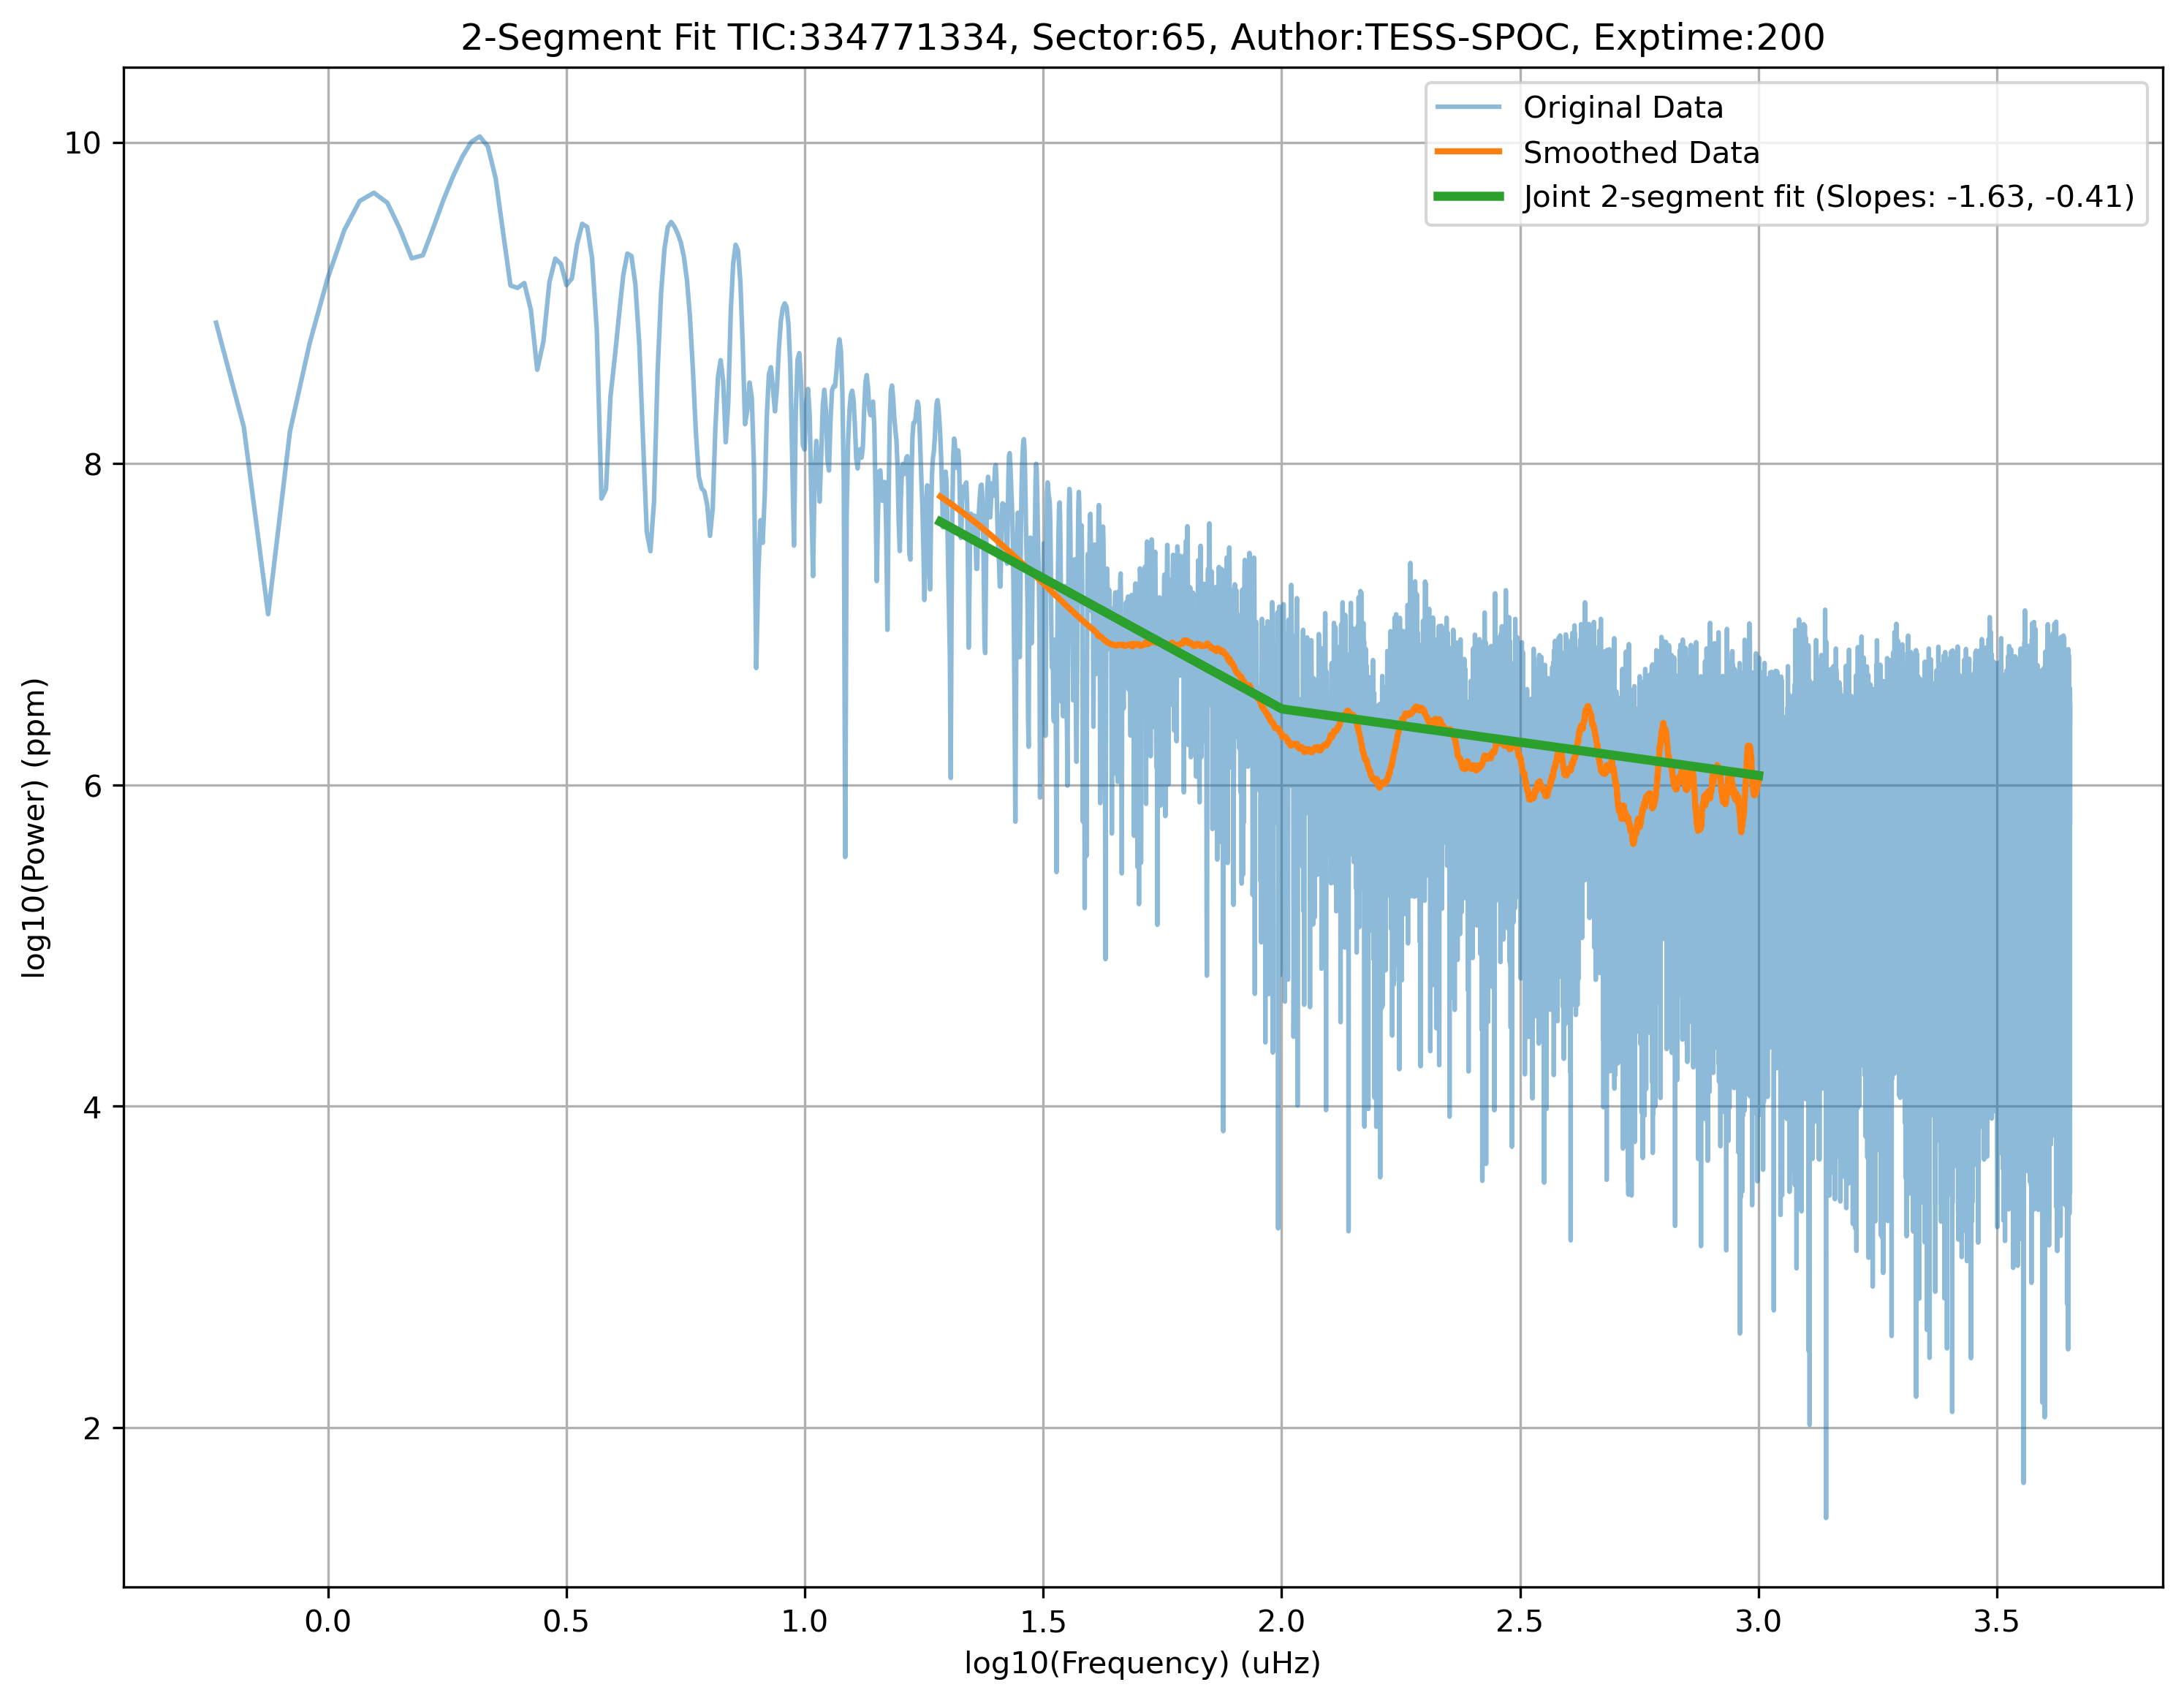 2-Segment Fit TIC:334771334, Sector:65, Author:TESS-SPOC, Exptime:200
Original Data
Smoothed Data
Joint 2-segment fit (Slopes: -1.63, -0.41)
log10(Power) (ppm)
10
8
6
4
2
0.0 0.5 1.0 1.5 2.0 2.5 3.0 3.5
log10(Frequency) (uHz)